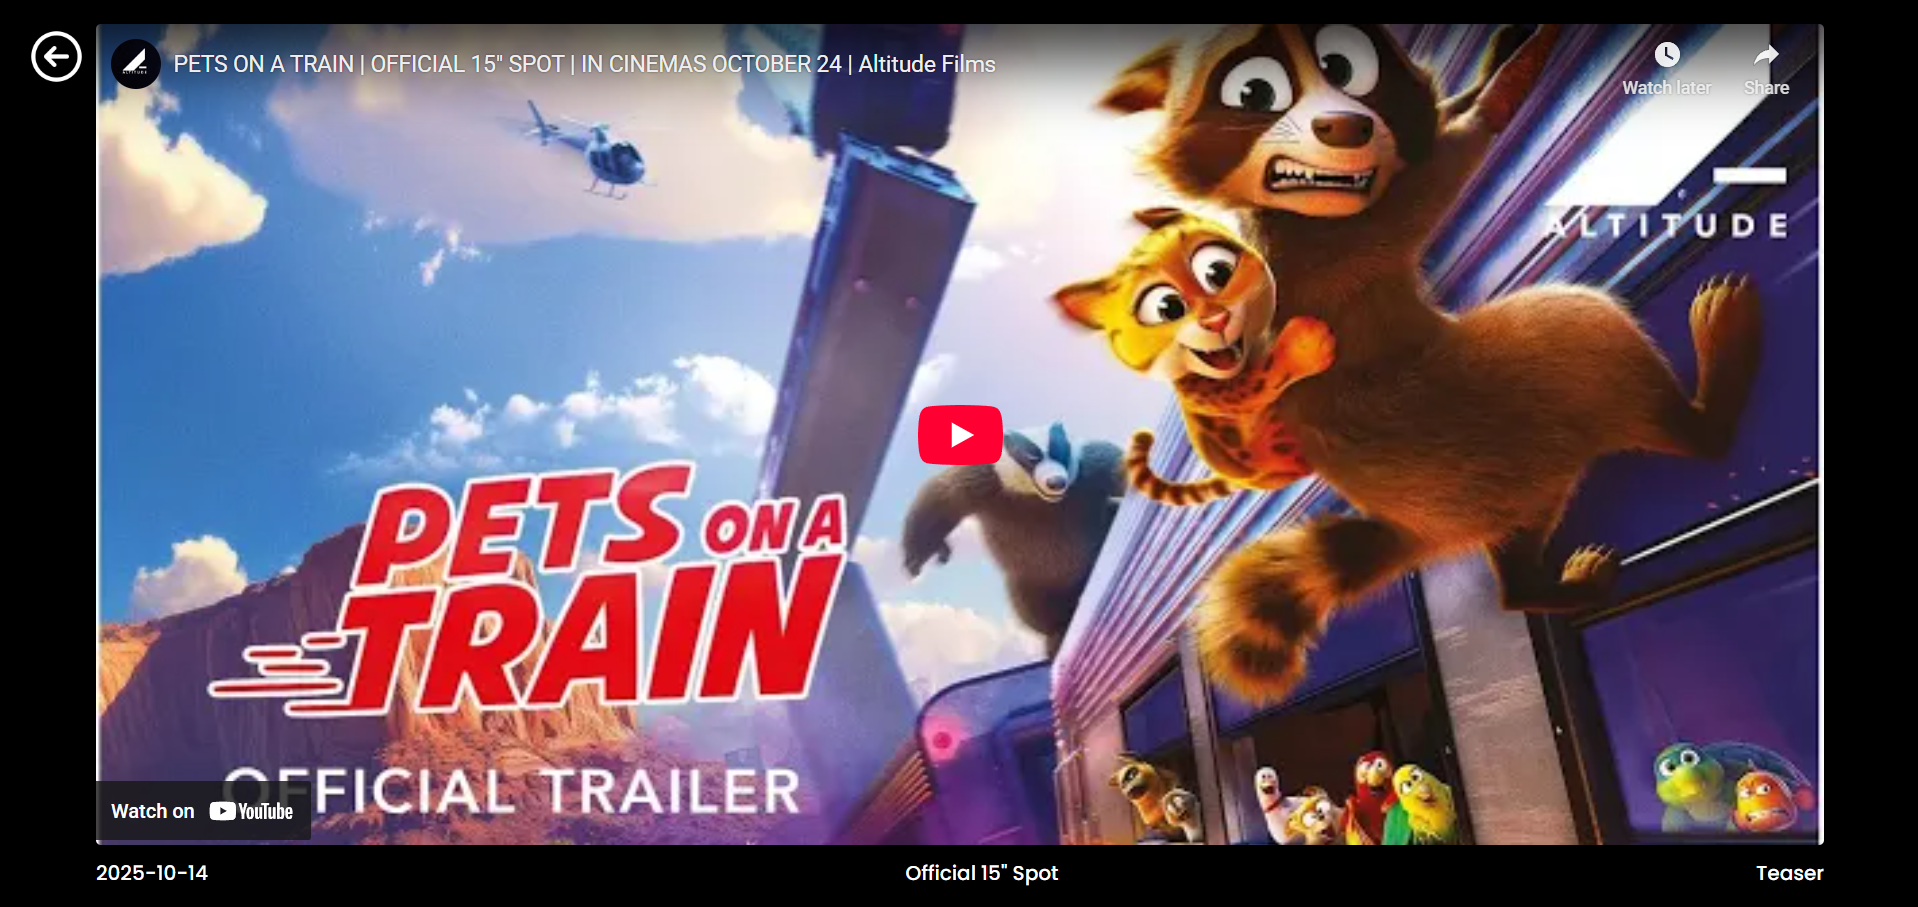 PETS ON A TRAIN | OFFICIAL 15" SPOT | IN CINEMAS OCTOBER 24 | Altitude Films
ALTITUDE
Watch later
Share
ALTITUDE
PETS ON A
TRAIN
OFFICIAL TRAILER
Watch on YouTube
2025-10-14
Official 15" Spot
Teaser